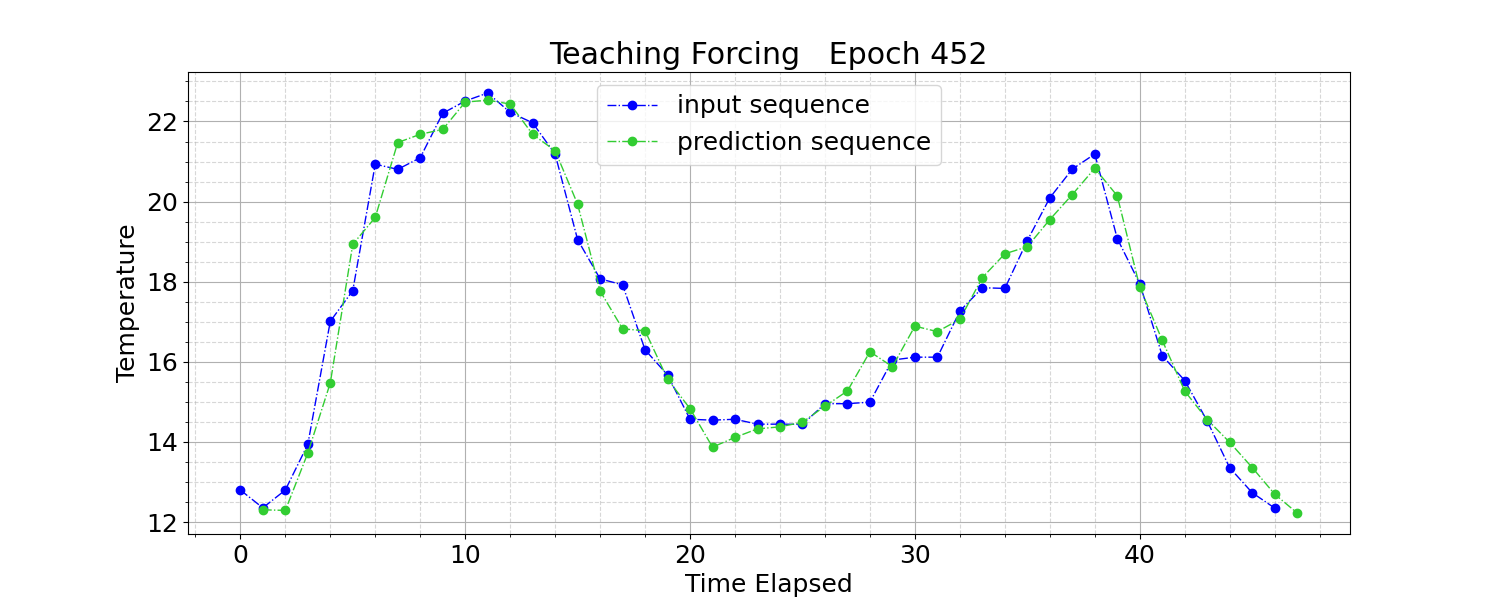 Teaching Forcing   Epoch 452
input sequence
prediction sequence
Temperature
22
20
18
16
14
12
0 10 20 30 40
Time Elapsed